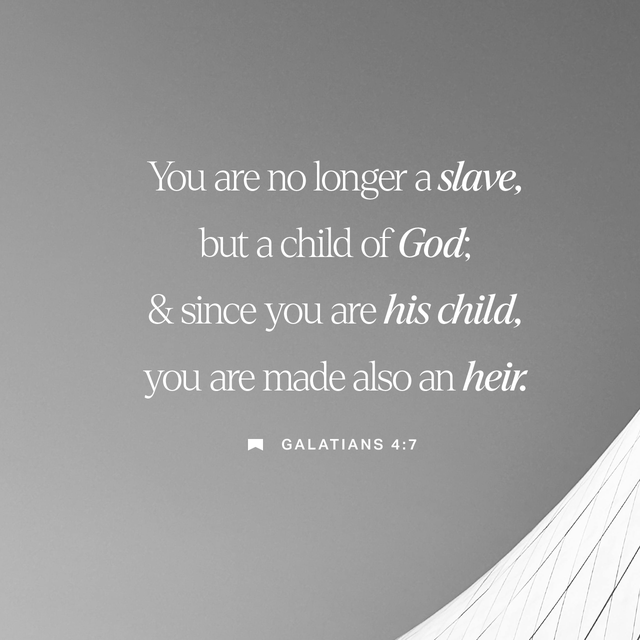 You are no longer a slave,
but a child of God;
& since you are his child,
you are made also an heir.
GALATIANS 4:7